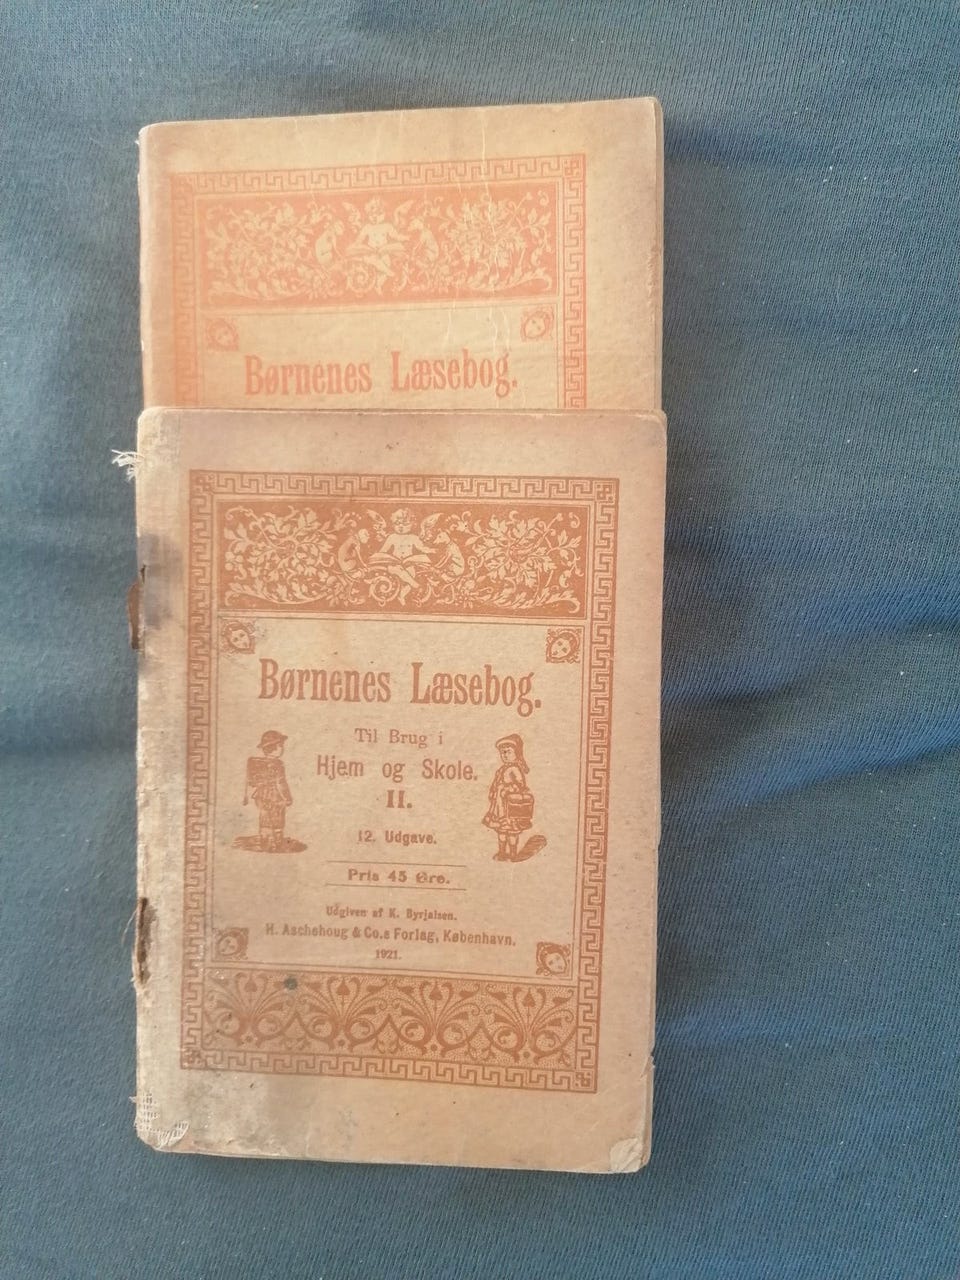 Børnenes Læsebog.
Børnenes Læsebog.
Til Brug i
Hjem og Skole.
II.
12. Udgave.
Pris 45 Øre.
Udgiven af K. Byrjalsen.
H. Aschehoug & Co.s Forlag, København.
1921.